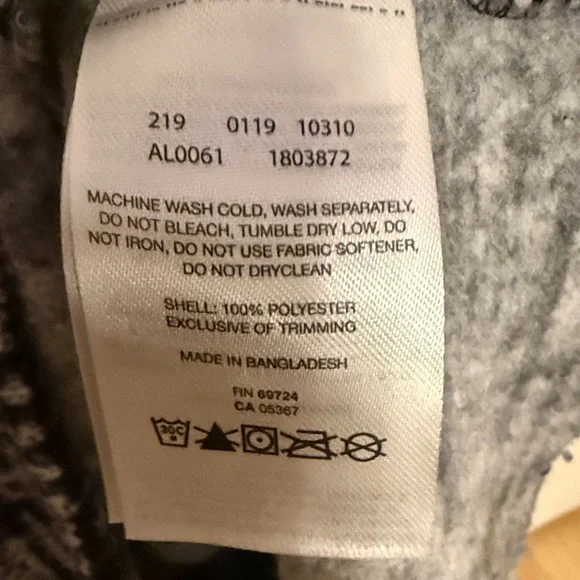 219 0119 10310
AL0061 1803872
MACHINE WASH COLD, WASH SEPARATELY,
DO NOT BLEACH, TUMBLE DRY LOW, DO
NOT IRON, DO NOT USE FABRIC SOFTENER,
DO NOT DRYCLEAN
SHELL: 100% POLYESTER
EXCLUSIVE OF TRIMMING
MADE IN BANGLADESH
RN 69724
CA 05367
30C